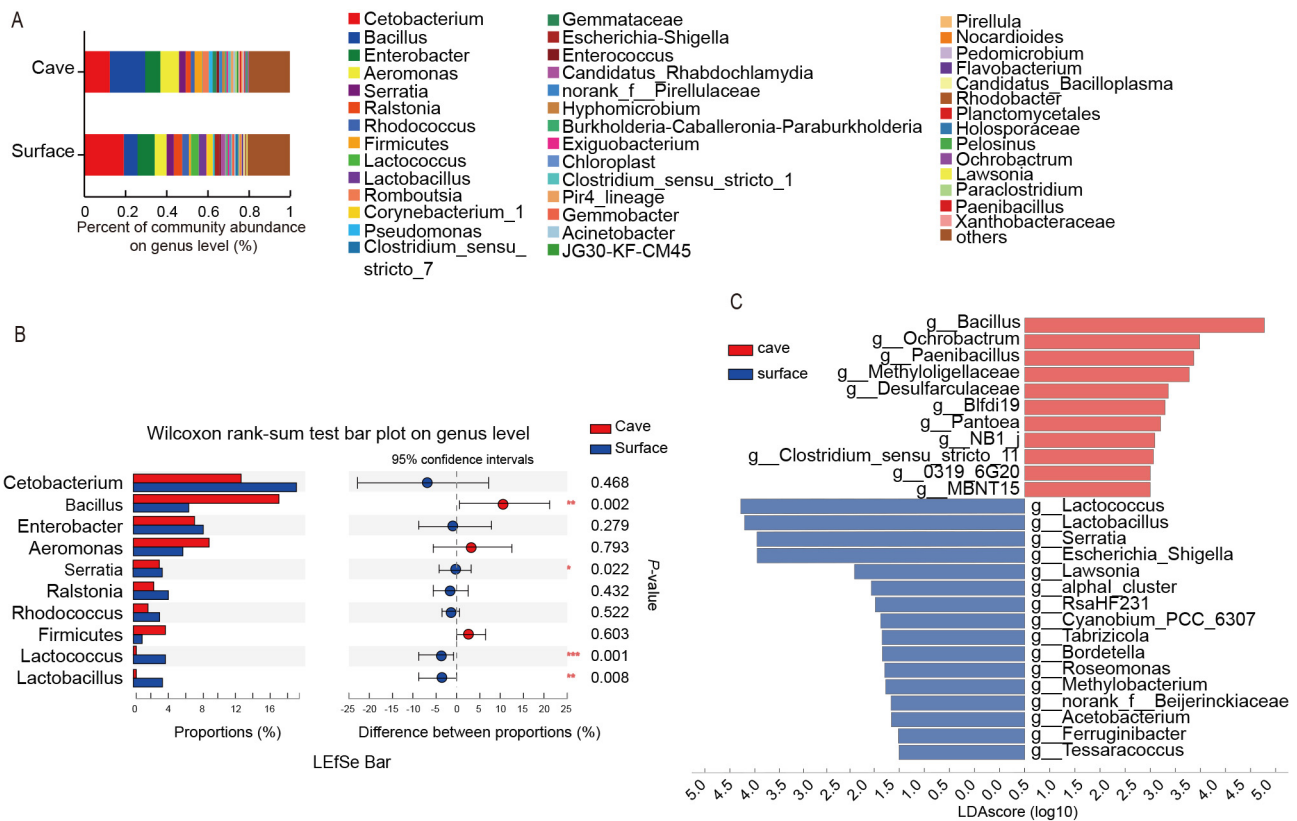 A
Cave
Surface
0 0.2 0.4 0.6 0.8 1
Percent of community abundance
on genus level (%)
Cetobacterium
Bacillus
Enterobacter
Aeromonas
Serratia
Ralstonia
Rhodococcus
Firmicutes
Lactococcus
Lactobacillus
Romboutsia
Corynebacterium_1
Pseudomonas
Clostridium_sensu_
stricto_7
Gemmataceae
Escherichia-Shigella
Enterococcus
Candidatus_Rhabdochlamydia
norank_f__Pirellulaceae
Hyphomicrobium
Burkholderia-Caballeronia-Paraburkholderia
Exiguobacterium
Chloroplast
Clostridium_sensu_stricto_1
Pir4_lineage
Gemmobacter
Acinetobacter
JG30-KF-CM45
Pirellula
Nocardioides
Pedomicrobium
Flavobacterium
Candidatus_Bacilloplasma
Rhodobacter
Planctomycetales
Holosporaceae
Pelosinus
Ochrobactrum
Lawsonia
Paraclostridium
Paenibacillus
Xanthobacteraceae
others
B
Wilcoxon rank-sum test bar plot on genus level
Cave
Surface
95% confidence intervals
Cetobacterium 0.468
Bacillus ** 0.002
Enterobacter 0.279
Aeromonas 0.793
Serratia * 0.022
Ralstonia 0.432
Rhodococcus 0.522
Firmicutes 0.603
Lactococcus *** 0.001
Lactobacillus ** 0.008
P-value
0 4 8 12 16
Proportions (%)
-25 -20 -15 -10 -5 0 5 10 15 20 25
Difference between proportions (%)
LEfSe Bar
C
cave
surface
g__Bacillus
g__Ochrobactrum
g__Paenibacillus
g__Methyloligellaceae
g__Desulfarculaceae
g__Blfdi19
g__Pantoea
g__NB1_j
g__Clostridium_sensu_stricto_11
g__0319_6G20
g__MBNT15
g__Lactococcus
g__Lactobacillus
g__Serratia
g__Escherichia_Shigella
g__Lawsonia
g__alphaI_cluster
g__RsaHF231
g__Cyanobium_PCC_6307
g__Tabrizicola
g__Bordetella
g__Roseomonas
g__Methylobacterium
g__norank_f__Beijerinckiaceae
g__Acetobacterium
g__Ferruginibacter
g__Tessaracoccus
5.0 5.0 4.5 4.0 3.5 3.0 2.5 2.0 1.5 1.0 0.5 0.0 0.0 0.5 1.0 1.5 2.0 2.5 3.0 3.5 4.0 4.5 5.0
LDAscore (log10)